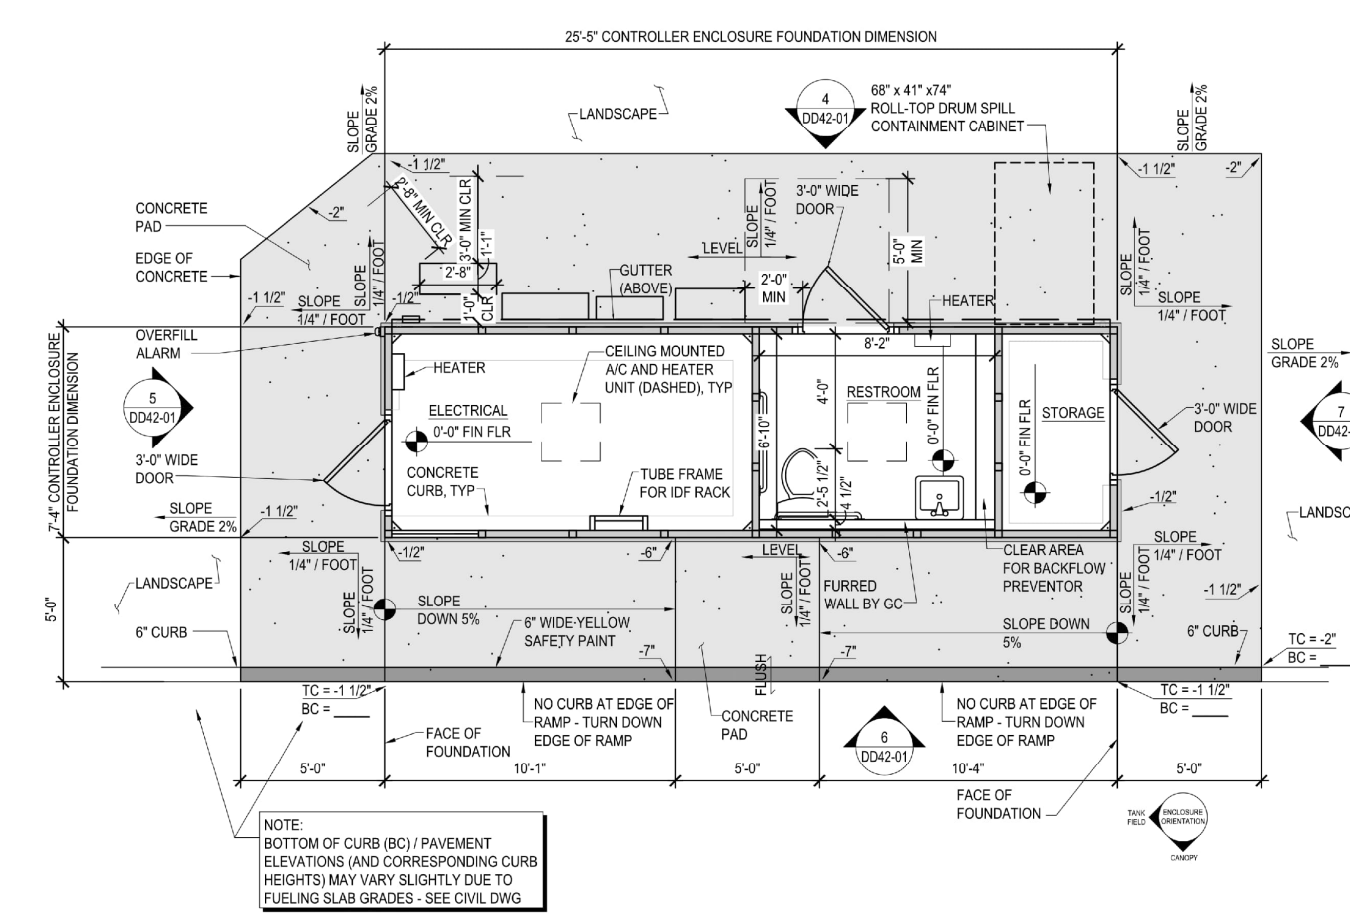 25'-5" CONTROLLER ENCLOSURE FOUNDATION DIMENSION
SLOPE
GRADE 2%
LANDSCAPE
4
DD42-01
68" x 41" x74"
ROLL-TOP DRUM SPILL
CONTAINMENT CABINET
SLOPE
GRADE 2%
-1 1/2"
-1 1/2"
-2"
CONCRETE
PAD
-2"
2'-8" MIN CLR
3'-0" MIN CLR
1'-1"
SLOPE
1/4" / FOOT
3'-0" WIDE
DOOR
5'-0"
MIN
LEVEL
EDGE OF
CONCRETE
SLOPE
1/4" / FOOT
2'-8"
1'-0"
CLR
GUTTER
(ABOVE)
2'-0"
MIN
HEATER
SLOPE
1/4" / FOOT
-1 1/2"
SLOPE
1/4" / FOOT
-1/2"
SLOPE
1/4" / FOOT
OVERFILL
ALARM
7'-4" CONTROLLER ENCLOSURE
FOUNDATION DIMENSION
HEATER
CEILING MOUNTED
A/C AND HEATER
UNIT (DASHED), TYP
8'-2"
SLOPE
GRADE 2%
5
DD42-01
7
DD42-
ELECTRICAL
0'-0" FIN FLR
4'-0"
6'-10"
RESTROOM
0'-0" FIN FLR
0'-0" FIN FLR
STORAGE
3'-0" WIDE
DOOR
3'-0" WIDE
DOOR
CONCRETE
CURB, TYP
TUBE FRAME
FOR IDF RACK
2'-5 1/2"
4 1/2"
-1/2"
SLOPE
GRADE 2%
-1 1/2"
LANDSC
SLOPE
1/4" / FOOT
-1/2"
-6"
LEVEL
-6"
CLEAR AREA
FOR BACKFLOW
PREVENTOR
SLOPE
1/4" / FOOT
LANDSCAPE
SLOPE
1/4" / FOOT
SLOPE
1/4" / FOOT
FURRED
WALL BY GC
SLOPE
1/4" / FOOT
-1 1/2"
5'-0"
SLOPE
DOWN 5%
6" WIDE YELLOW
SAFETY PAINT
SLOPE DOWN
5%
6" CURB
6" CURB
TC = -2"
BC =
-7"
FLUSH
-7"
TC = -1 1/2"
BC =
TC = -1 1/2"
BC =
NO CURB AT EDGE OF
RAMP - TURN DOWN
EDGE OF RAMP
CONCRETE
PAD
NO CURB AT EDGE OF
RAMP - TURN DOWN
EDGE OF RAMP
FACE OF
FOUNDATION
6
DD42-01
5'-0"
10'-1"
5'-0"
10'-4"
5'-0"
FACE OF
FOUNDATION
TANK
FIELD
ENCLOSURE
ORIENTATION
CANOPY
NOTE:
BOTTOM OF CURB (BC) / PAVEMENT
ELEVATIONS (AND CORRESPONDING CURB
HEIGHTS) MAY VARY SLIGHTLY DUE TO
FUELING SLAB GRADES - SEE CIVIL DWG